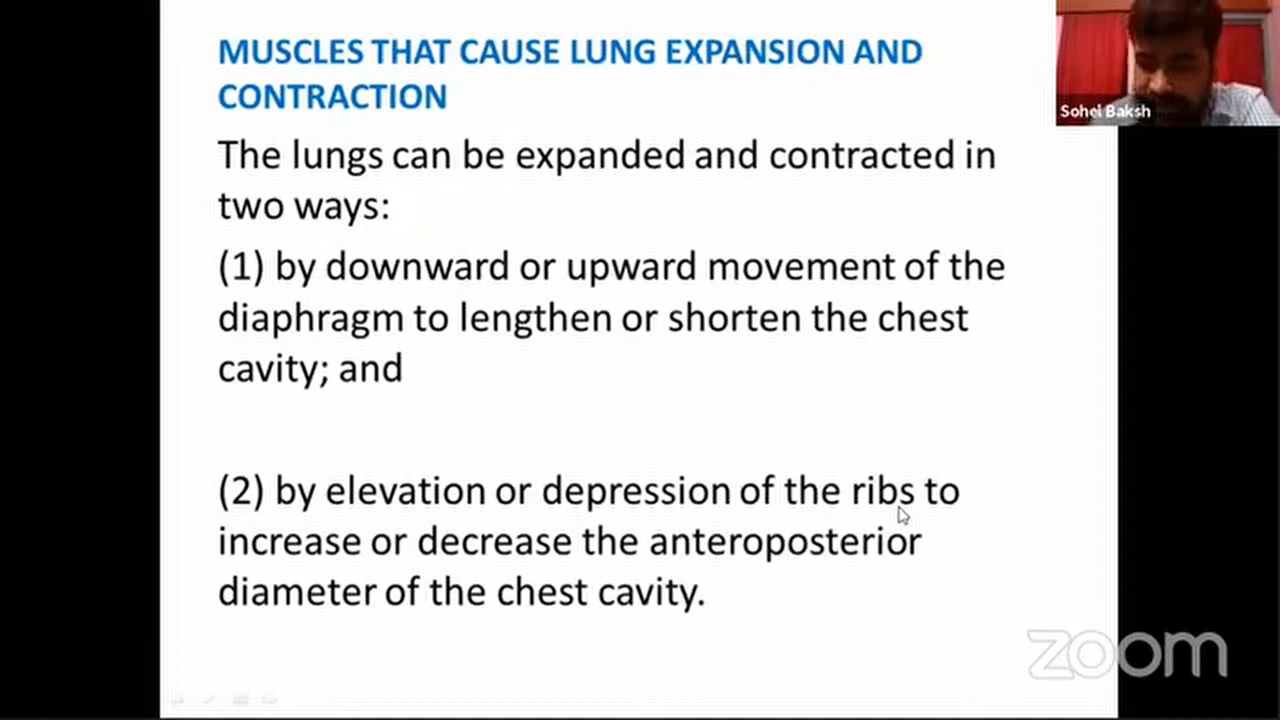 MUSCLES THAT CAUSE LUNG EXPANSION AND
CONTRACTION
The lungs can be expanded and contracted in
two ways:
(1) by downward or upward movement of the
diaphragm to lengthen or shorten the chest
cavity; and
(2) by elevation or depression of the ribs to
increase or decrease the anteroposterior
diameter of the chest cavity.
Sohel Baksh
zoom